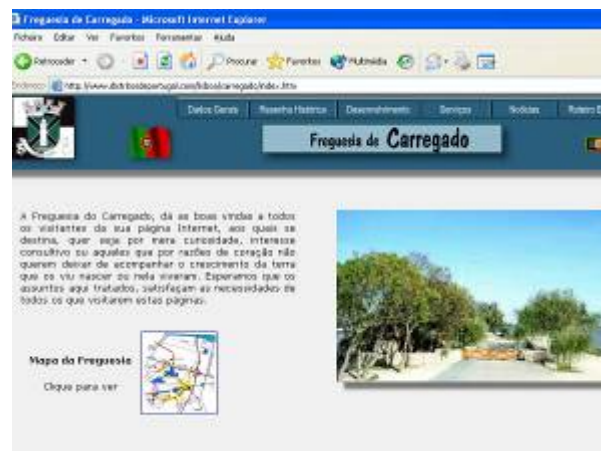 Freguesia de Carregado - Microsoft Internet Explorer
Ficheiro Editar Ver Favoritos Ferramentas Ajuda
Retroceder Procurar Favoritos Multimédia
Endereço
Dados Gerais Resenha Histórica Desenvolvimento Serviços Notícias Roteiro
Freguesia de Carregado
A Freguesia do Carregado, dá as boas vindas a todos
os visitantes da sua página Internet, aos quais se
destina, quer seja por mera curiosidade, interesse
consultivo ou aqueles que por razões de coração não
querem deixar de acompanhar o crescimento da terra
que os viu nascer ou nela viveram. Esperamos que os
assuntos aqui tratados, satisfaçam as necessidades de
todos os que visitarem estas páginas.
Mapa da Freguesia
Clique para ver